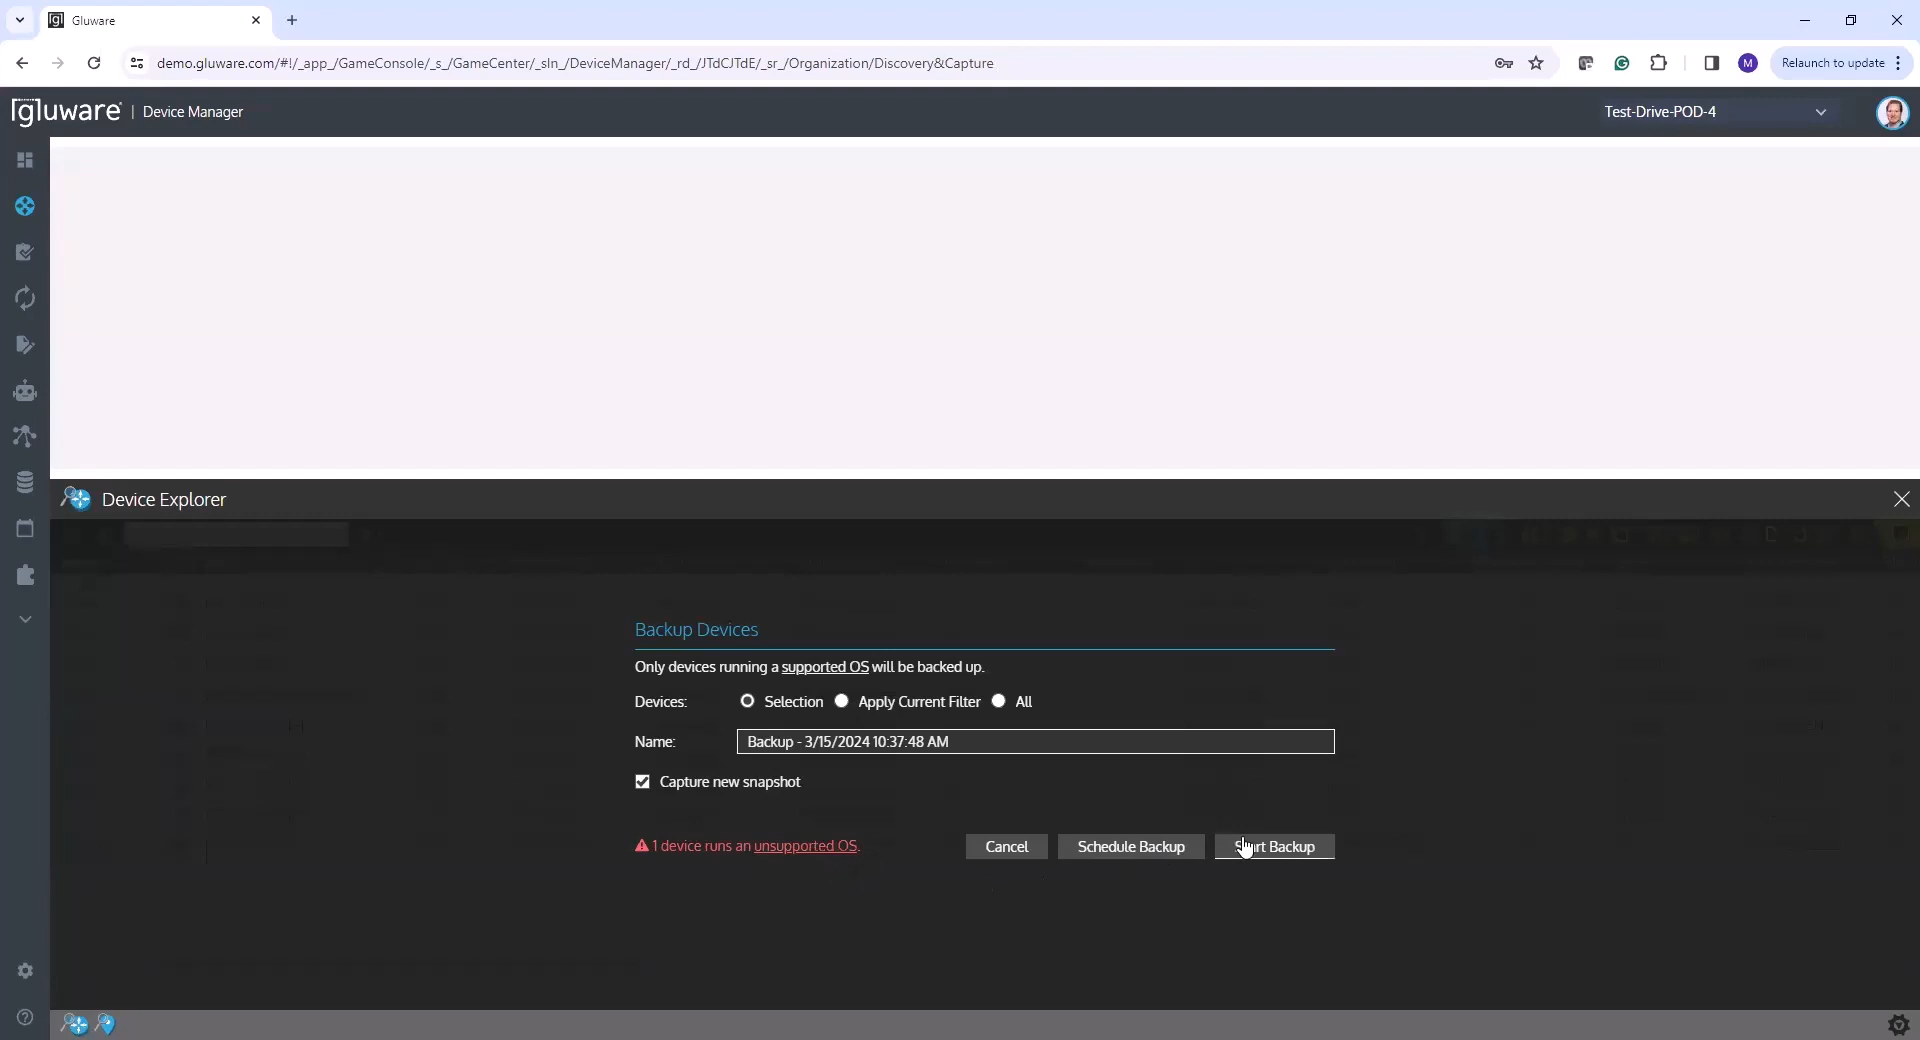 Gluware
demo.gluware.com/#!/_app_/GameConsole/_s_/GameCenter/_sln_/DeviceManager/_rd_/JTdCJTdE/_sr_/Organization/Discovery&Capture
M
Relaunch to update
[gluware | Device Manager
Test-Drive-POD-4
Device Explorer
Backup Devices
Only devices running a supported OS will be backed up.
Devices: Selection Apply Current Filter All
Name: Backup - 3/15/2024 10:37:48 AM
Capture new snapshot
1 device runs an unsupported OS.
Cancel
Schedule Backup
Start Backup